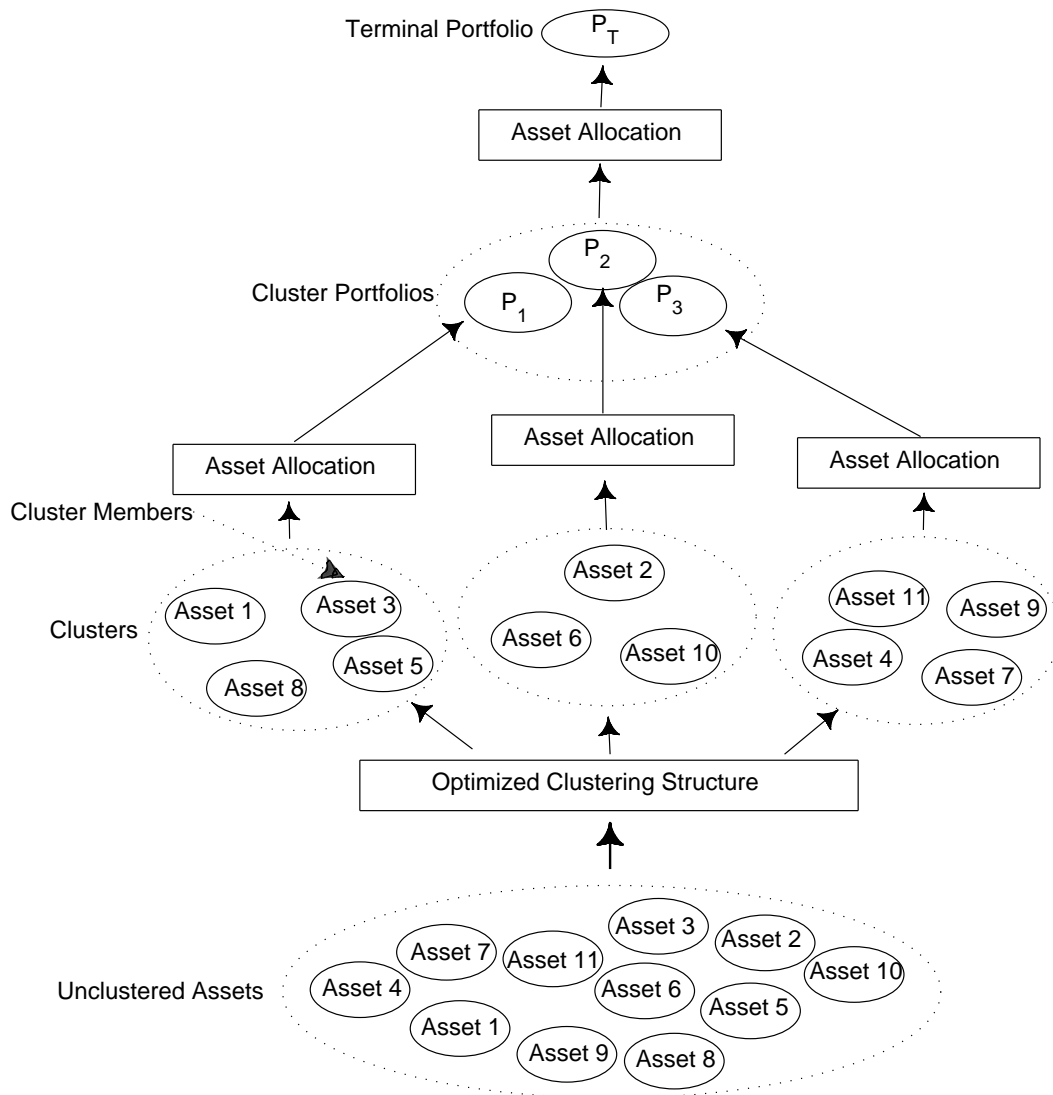 Terminal Portfolio
P_T
Asset Allocation
Cluster Portfolios
P_1
P_2
P_3
Asset Allocation
Asset Allocation
Asset Allocation
Cluster Members
Clusters
Asset 1
Asset 3
Asset 5
Asset 8
Asset 2
Asset 6
Asset 10
Asset 11
Asset 9
Asset 4
Asset 7
Optimized Clustering Structure
Unclustered Assets
Asset 3
Asset 2
Asset 7
Asset 11
Asset 10
Asset 4
Asset 6
Asset 5
Asset 1
Asset 9
Asset 8